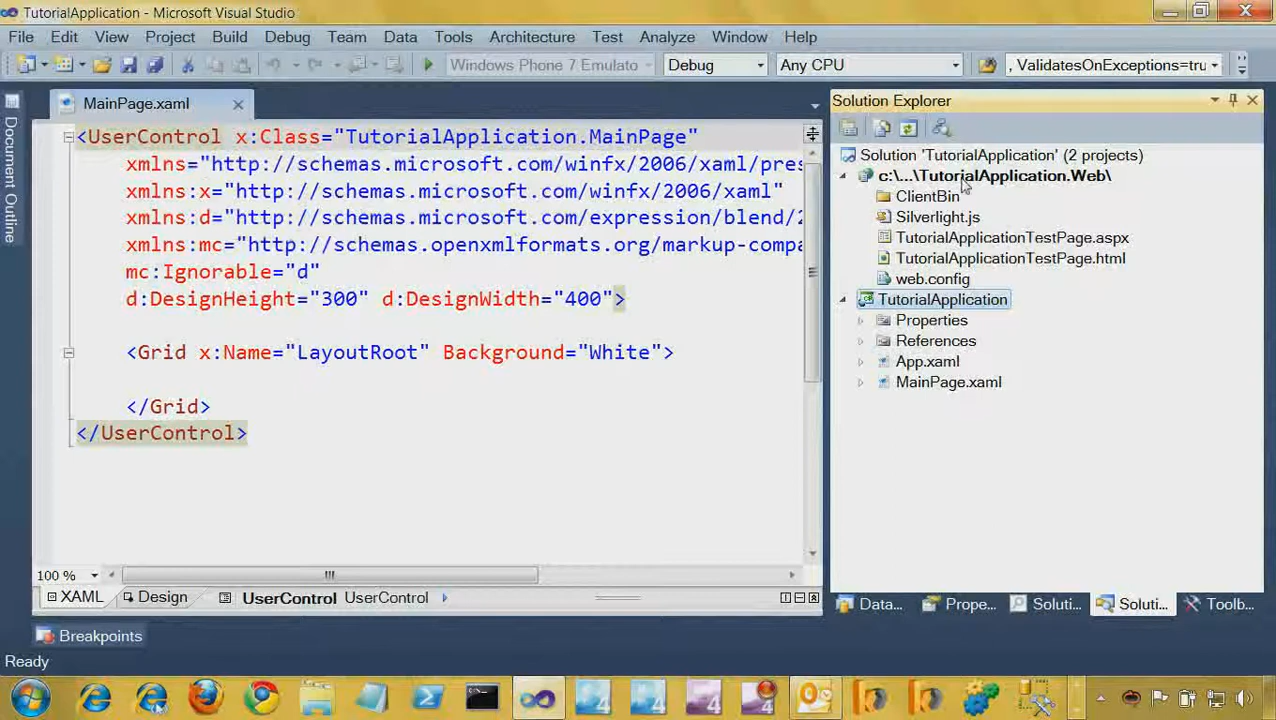 TutorialApplication - Microsoft Visual Studio
File Edit View Project Build Debug Team Data Tools Architecture Test Analyze Window Help
Windows Phone 7 Emulato Debug Any CPU , ValidatesOnExceptions=tru
Document Outline
MainPage.xaml
<UserControl x:Class="TutorialApplication.MainPage"
xmlns="http://schemas.microsoft.com/winfx/2006/xaml/pres
xmlns:x="http://schemas.microsoft.com/winfx/2006/xaml"
xmlns:d="http://schemas.microsoft.com/expression/blend/2
xmlns:mc="http://schemas.openxmlformats.org/markup-compa
mc:Ignorable="d"
d:DesignHeight="300" d:DesignWidth="400">
<Grid x:Name="LayoutRoot" Background="White">
</Grid>
</UserControl>
100 %
XAML Design UserControl UserControl
Solution Explorer
Solution 'TutorialApplication' (2 projects)
c:\...\TutorialApplication.Web\
ClientBin
Silverlight.js
TutorialApplicationTestPage.aspx
TutorialApplicationTestPage.html
web.config
TutorialApplication
Properties
References
App.xaml
MainPage.xaml
Data... Prope... Soluti... Soluti... Toolb...
Breakpoints
Ready